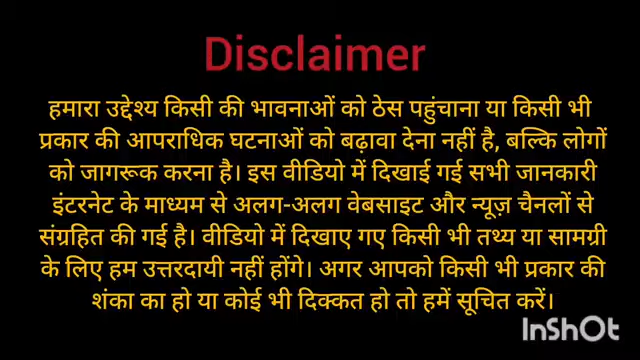 Disclaimer
हमारा उद्देश्य किसी की भावनाओं को ठेस पहुंचाना या किसी भी
प्रकार की आपराधिक घटनाओं को बढ़ावा देना नहीं है, बल्कि लोगों
को जागरूक करना है। इस वीडियो में दिखाई गई सभी जानकारी
इंटरनेट के माध्यम से अलग-अलग वेबसाइट और न्यूज़ चैनलों से
संग्रहित की गई है। वीडियो में दिखाए गए किसी भी तथ्य या सामग्री
के लिए हम उत्तरदायी नहीं होंगे। अगर आपको किसी भी प्रकार की
शंका का हो या कोई भी दिक्कत हो तो हमें सूचित करें।
InShOt